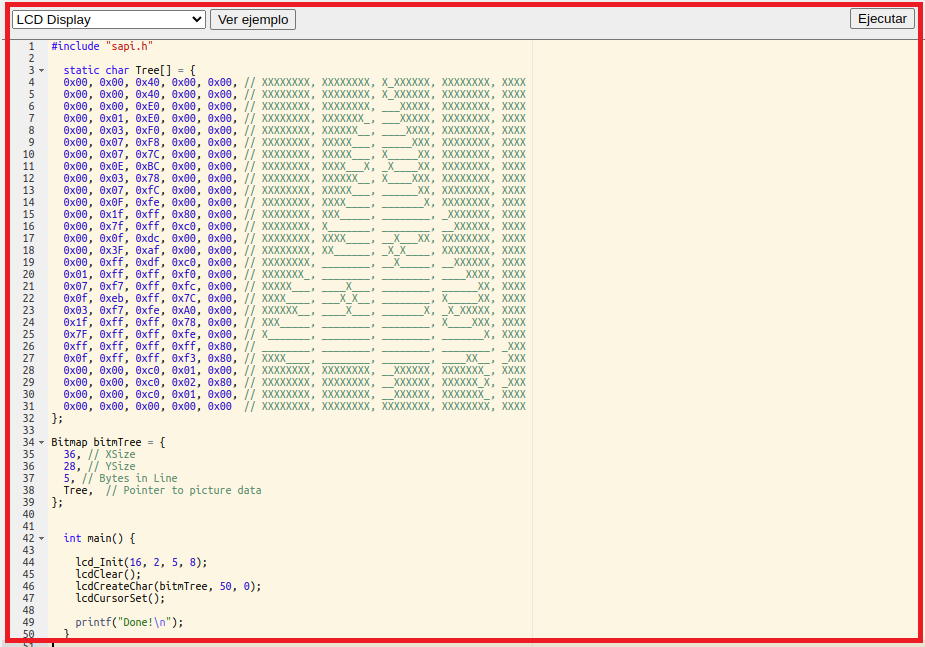 LCD Display Ver ejemplo Ejecutar
1 #include "sapi.h"
2
3 static char Tree[] = {
4 0x00, 0x00, 0x40, 0x00, 0x00, // XXXXXXXX, XXXXXXXX, X_XXXXXX, XXXXXXXX, XXXX
5 0x00, 0x00, 0x40, 0x00, 0x00, // XXXXXXXX, XXXXXXXX, X_XXXXXX, XXXXXXXX, XXXX
6 0x00, 0x00, 0xE0, 0x00, 0x00, // XXXXXXXX, XXXXXXXX, ___XXXXX, XXXXXXXX, XXXX
7 0x00, 0x01, 0xE0, 0x00, 0x00, // XXXXXXXX, XXXXXXX_, ___XXXXX, XXXXXXXX, XXXX
8 0x00, 0x03, 0xF0, 0x00, 0x00, // XXXXXXXX, XXXXXX__, ____XXXX, XXXXXXXX, XXXX
9 0x00, 0x07, 0xF8, 0x00, 0x00, // XXXXXXXX, XXXXX___, _____XXX, XXXXXXXX, XXXX
10 0x00, 0x07, 0x7C, 0x00, 0x00, // XXXXXXXX, XXXXX___, X_____XX, XXXXXXXX, XXXX
11 0x00, 0x0E, 0xBC, 0x00, 0x00, // XXXXXXXX, XXXX___X, _X____XX, XXXXXXXX, XXXX
12 0x00, 0x03, 0x78, 0x00, 0x00, // XXXXXXXX, XXXXXX__, X____XXX, XXXXXXXX, XXXX
13 0x00, 0x07, 0xfC, 0x00, 0x00, // XXXXXXXX, XXXXX___, ______XX, XXXXXXXX, XXXX
14 0x00, 0x0F, 0xfe, 0x00, 0x00, // XXXXXXXX, XXXX____, _______X, XXXXXXXX, XXXX
15 0x00, 0x1f, 0xff, 0x80, 0x00, // XXXXXXXX, XXX_____, ________, _XXXXXXX, XXXX
16 0x00, 0x7f, 0xff, 0xc0, 0x00, // XXXXXXXX, X_______, ________, __XXXXXX, XXXX
17 0x00, 0x0f, 0xdc, 0x00, 0x00, // XXXXXXXX, XXXX____, __X___XX, XXXXXXXX, XXXX
18 0x00, 0x3F, 0xaf, 0x00, 0x00, // XXXXXXXX, XX______, _X_X____, XXXXXXXX, XXXX
19 0x00, 0xff, 0xdf, 0xc0, 0x00, // XXXXXXXX, ________, __X_____, __XXXXXX, XXXX
20 0x01, 0xff, 0xff, 0xf0, 0x00, // XXXXXXX_, ________, ________, ____XXXX, XXXX
21 0x07, 0xf7, 0xff, 0xfc, 0x00, // XXXXX___, ____X___, ________, ______XX, XXXX
22 0x0f, 0xeb, 0xff, 0x7C, 0x00, // XXXX____, ___X_X__, ________, X_____XX, XXXX
23 0x03, 0xf7, 0xfe, 0xA0, 0x00, // XXXXXX__, ____X___, _______X, _X_XXXXX, XXXX
24 0x1f, 0xff, 0xff, 0x78, 0x00, // XXX_____, ________, ________, X____XXX, XXXX
25 0x7F, 0xff, 0xff, 0xfe, 0x00, // X_______, ________, ________, _______X, XXXX
26 0xff, 0xff, 0xff, 0xff, 0x80, // ________, ________, ________, ________, _XXX
27 0x0f, 0xff, 0xff, 0xf3, 0x80, // XXXX____, ________, ________, ____XX__, _XXX
28 0x00, 0x00, 0xc0, 0x01, 0x00, // XXXXXXXX, XXXXXXXX, __XXXXXX, XXXXXXX_, XXXX
29 0x00, 0x00, 0xc0, 0x02, 0x80, // XXXXXXXX, XXXXXXXX, __XXXXXX, XXXXXX_X, _XXX
30 0x00, 0x00, 0xc0, 0x01, 0x00, // XXXXXXXX, XXXXXXXX, __XXXXXX, XXXXXXX_, XXXX
31 0x00, 0x00, 0x00, 0x00, 0x00 // XXXXXXXX, XXXXXXXX, XXXXXXXX, XXXXXXXX, XXXX
32 };
33
34 Bitmap bitmTree = {
35 36, // XSize
36 28, // YSize
37 5, // Bytes in Line
38 Tree, // Pointer to picture data
39 };
40
41
42 int main() {
43
44 lcd_Init(16, 2, 5, 8);
45 lcdClear();
46 lcdCreateChar(bitmTree, 50, 0);
47 lcdCursorSet();
48
49 printf("Done!\n");
50 }
51